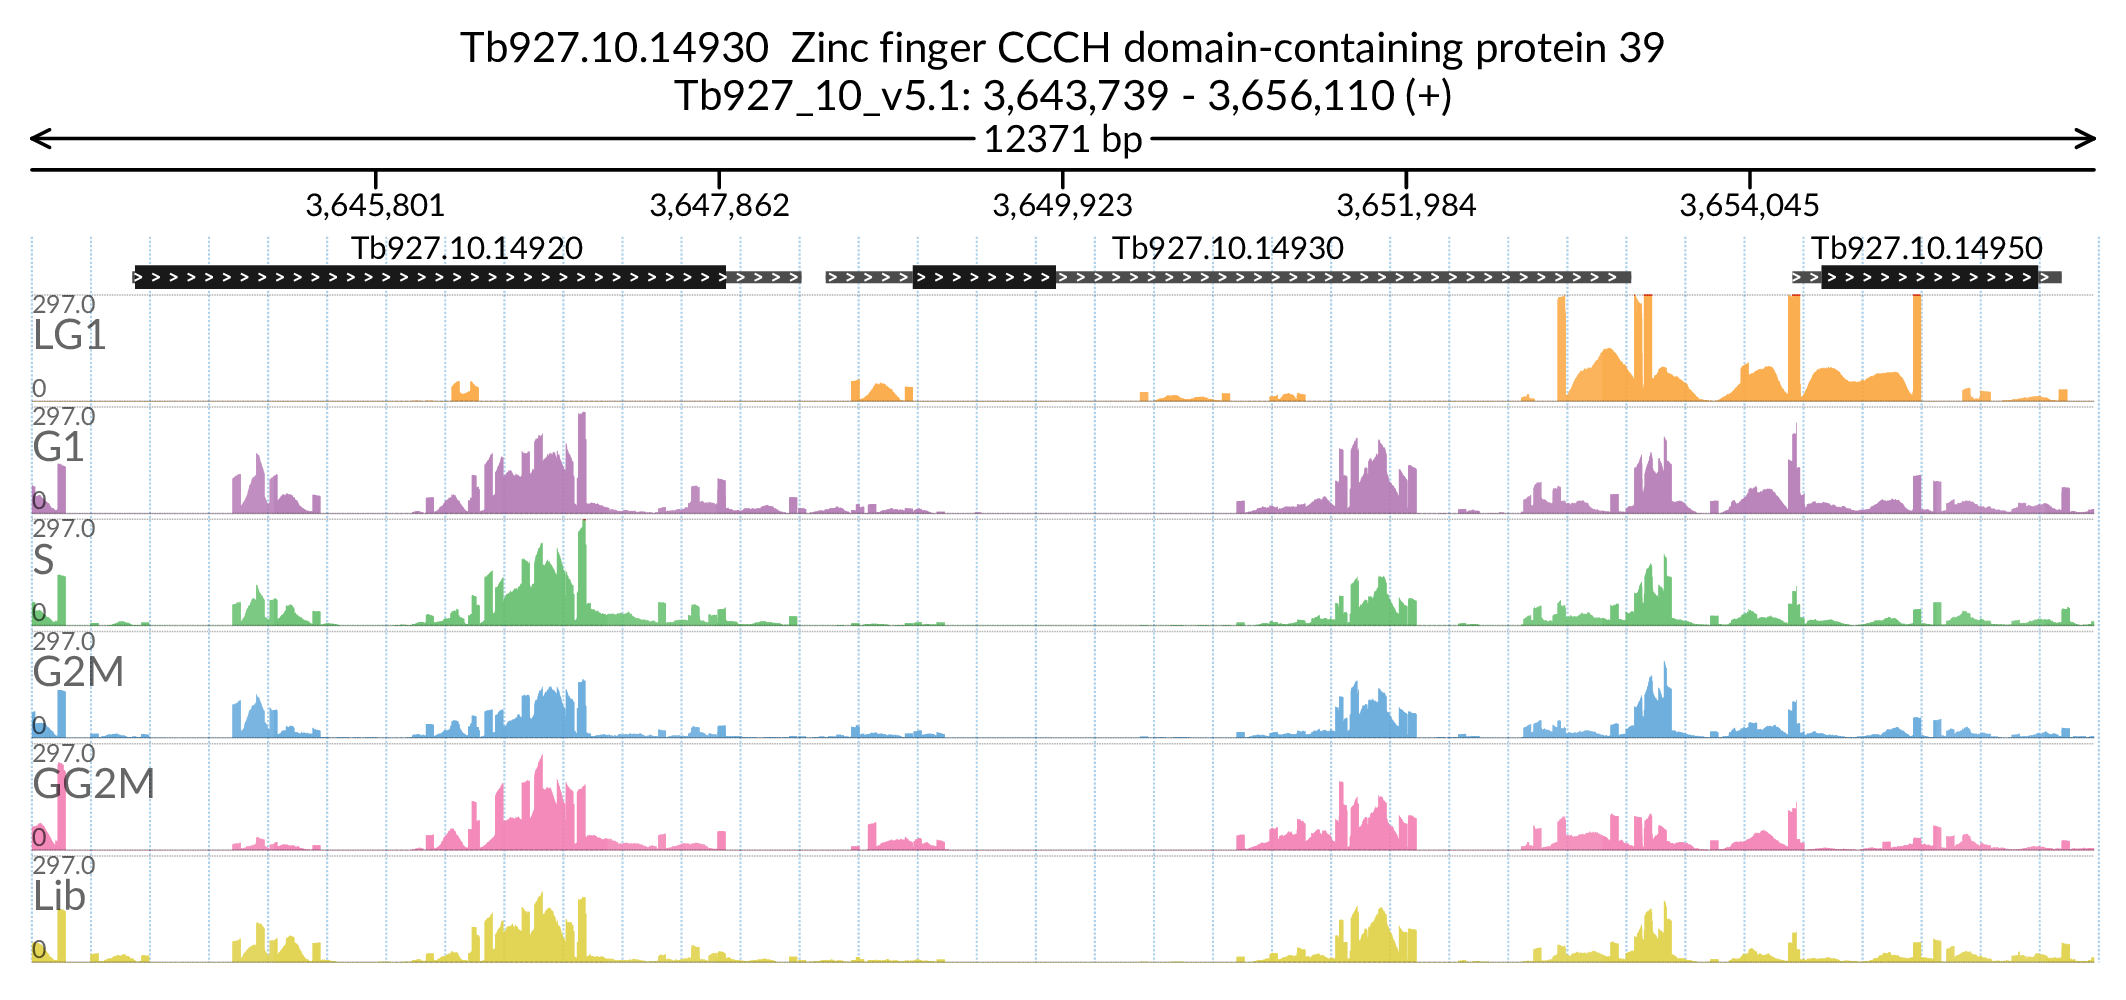 Tb927.10.14930  Zinc finger CCCH domain-containing protein 39
Tb927_10_v5.1: 3,643,739 - 3,656,110 (+)
12371 bp
3,645,801 3,647,862 3,649,923 3,651,984 3,654,045
Tb927.10.14920 Tb927.10.14930 Tb927.10.14950
297.0
LG1
0
297.0
G1
0
297.0
S
0
297.0
G2M
0
297.0
GG2M
0
297.0
Lib
0